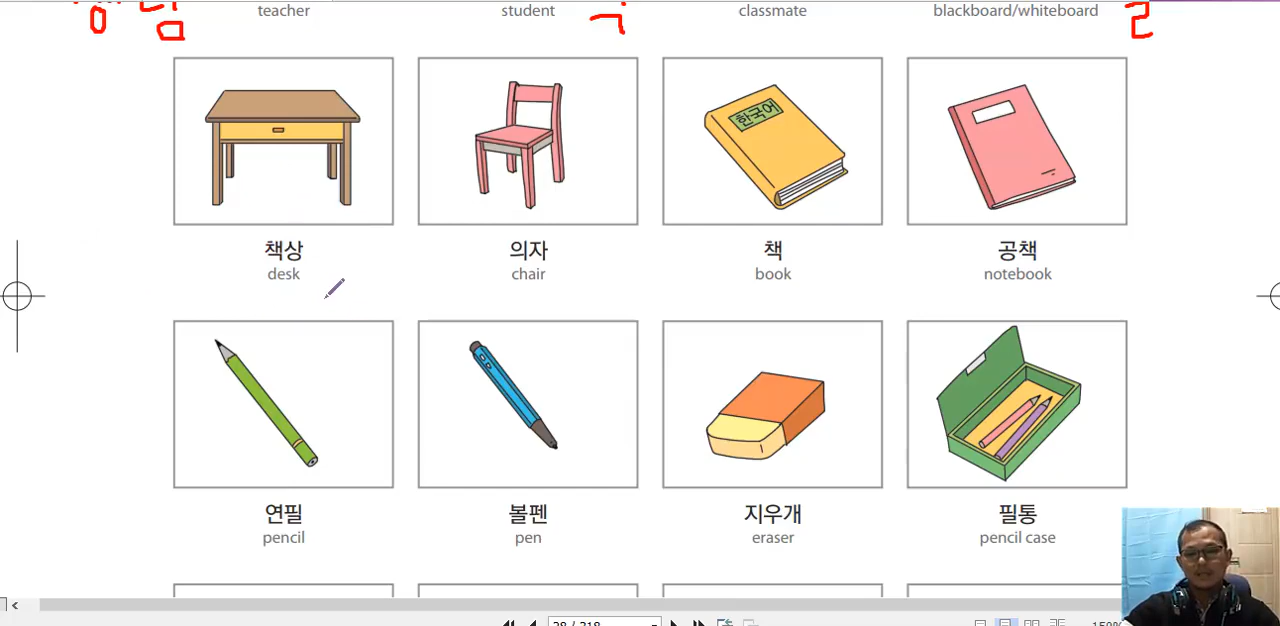 teacher student classmate blackboard/whiteboard
한국어
책상 의자 책 공책
desk chair book notebook
연필 볼펜 지우개 필통
pencil pen eraser pencil case